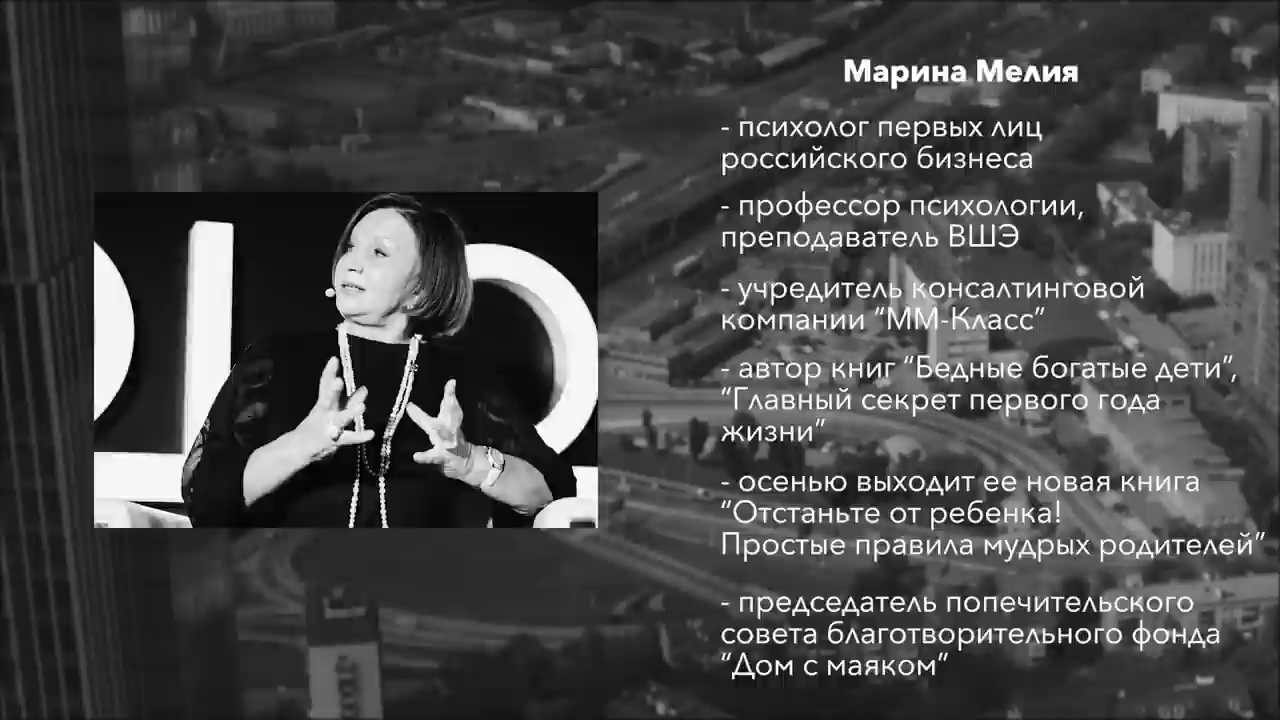 Марина Мелия
- психолог первых лиц
российского бизнеса
- профессор психологии,
преподаватель ВШЭ
- учредитель консалтинговой
компании “ММ-Класс”
- автор книг “Бедные богатые дети”,
“Главный секрет первого года
жизни”
- осенью выходит ее новая книга
“Отстаньте от ребенка!
Простые правила мудрых родителей”
- председатель попечительского
совета благотворительного фонда
“Дом с маяком”